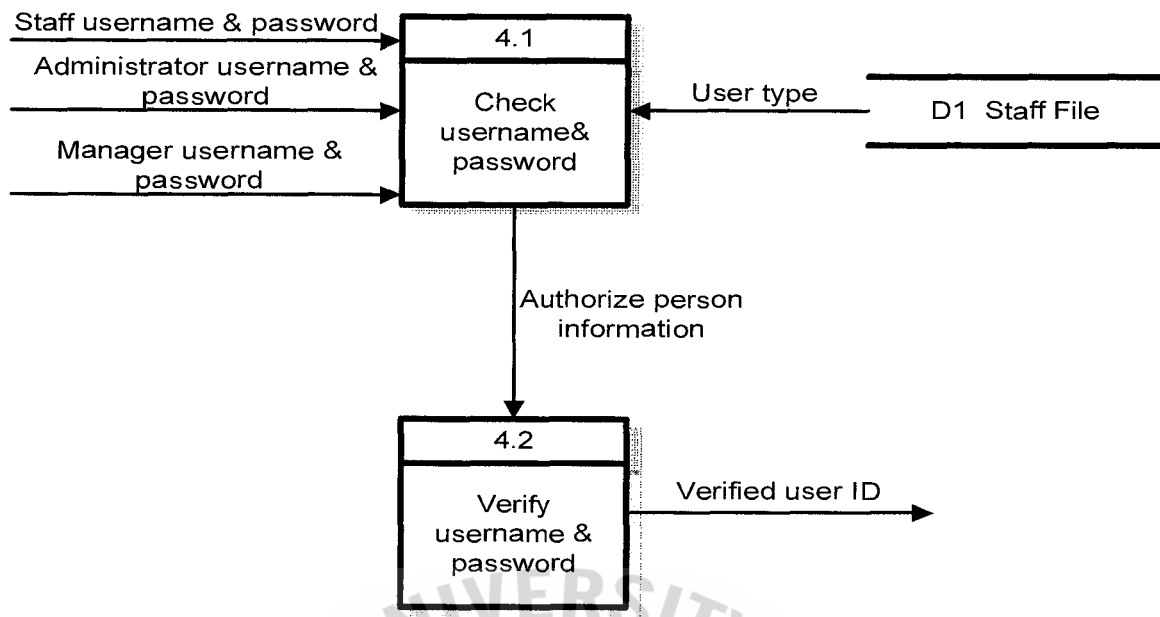 Staff username & password
Administrator username &
password
Manager username &
password
4.1
Check
username&
password
User type
D1 Staff File
Authorize person
information
4.2
Verify
username &
password
Verified user ID
UNIVERSITY